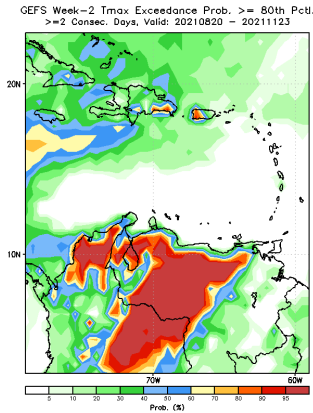 GEFS Week-2 Tmax Exceedance Prob. >= 80th Pctl.
>=2 Consec. Days, Valid: 20210820 - 20211123
20N
10N
70W 60W
5 10 20 30 40 50 60 70 80 90 95
Prob. (%)